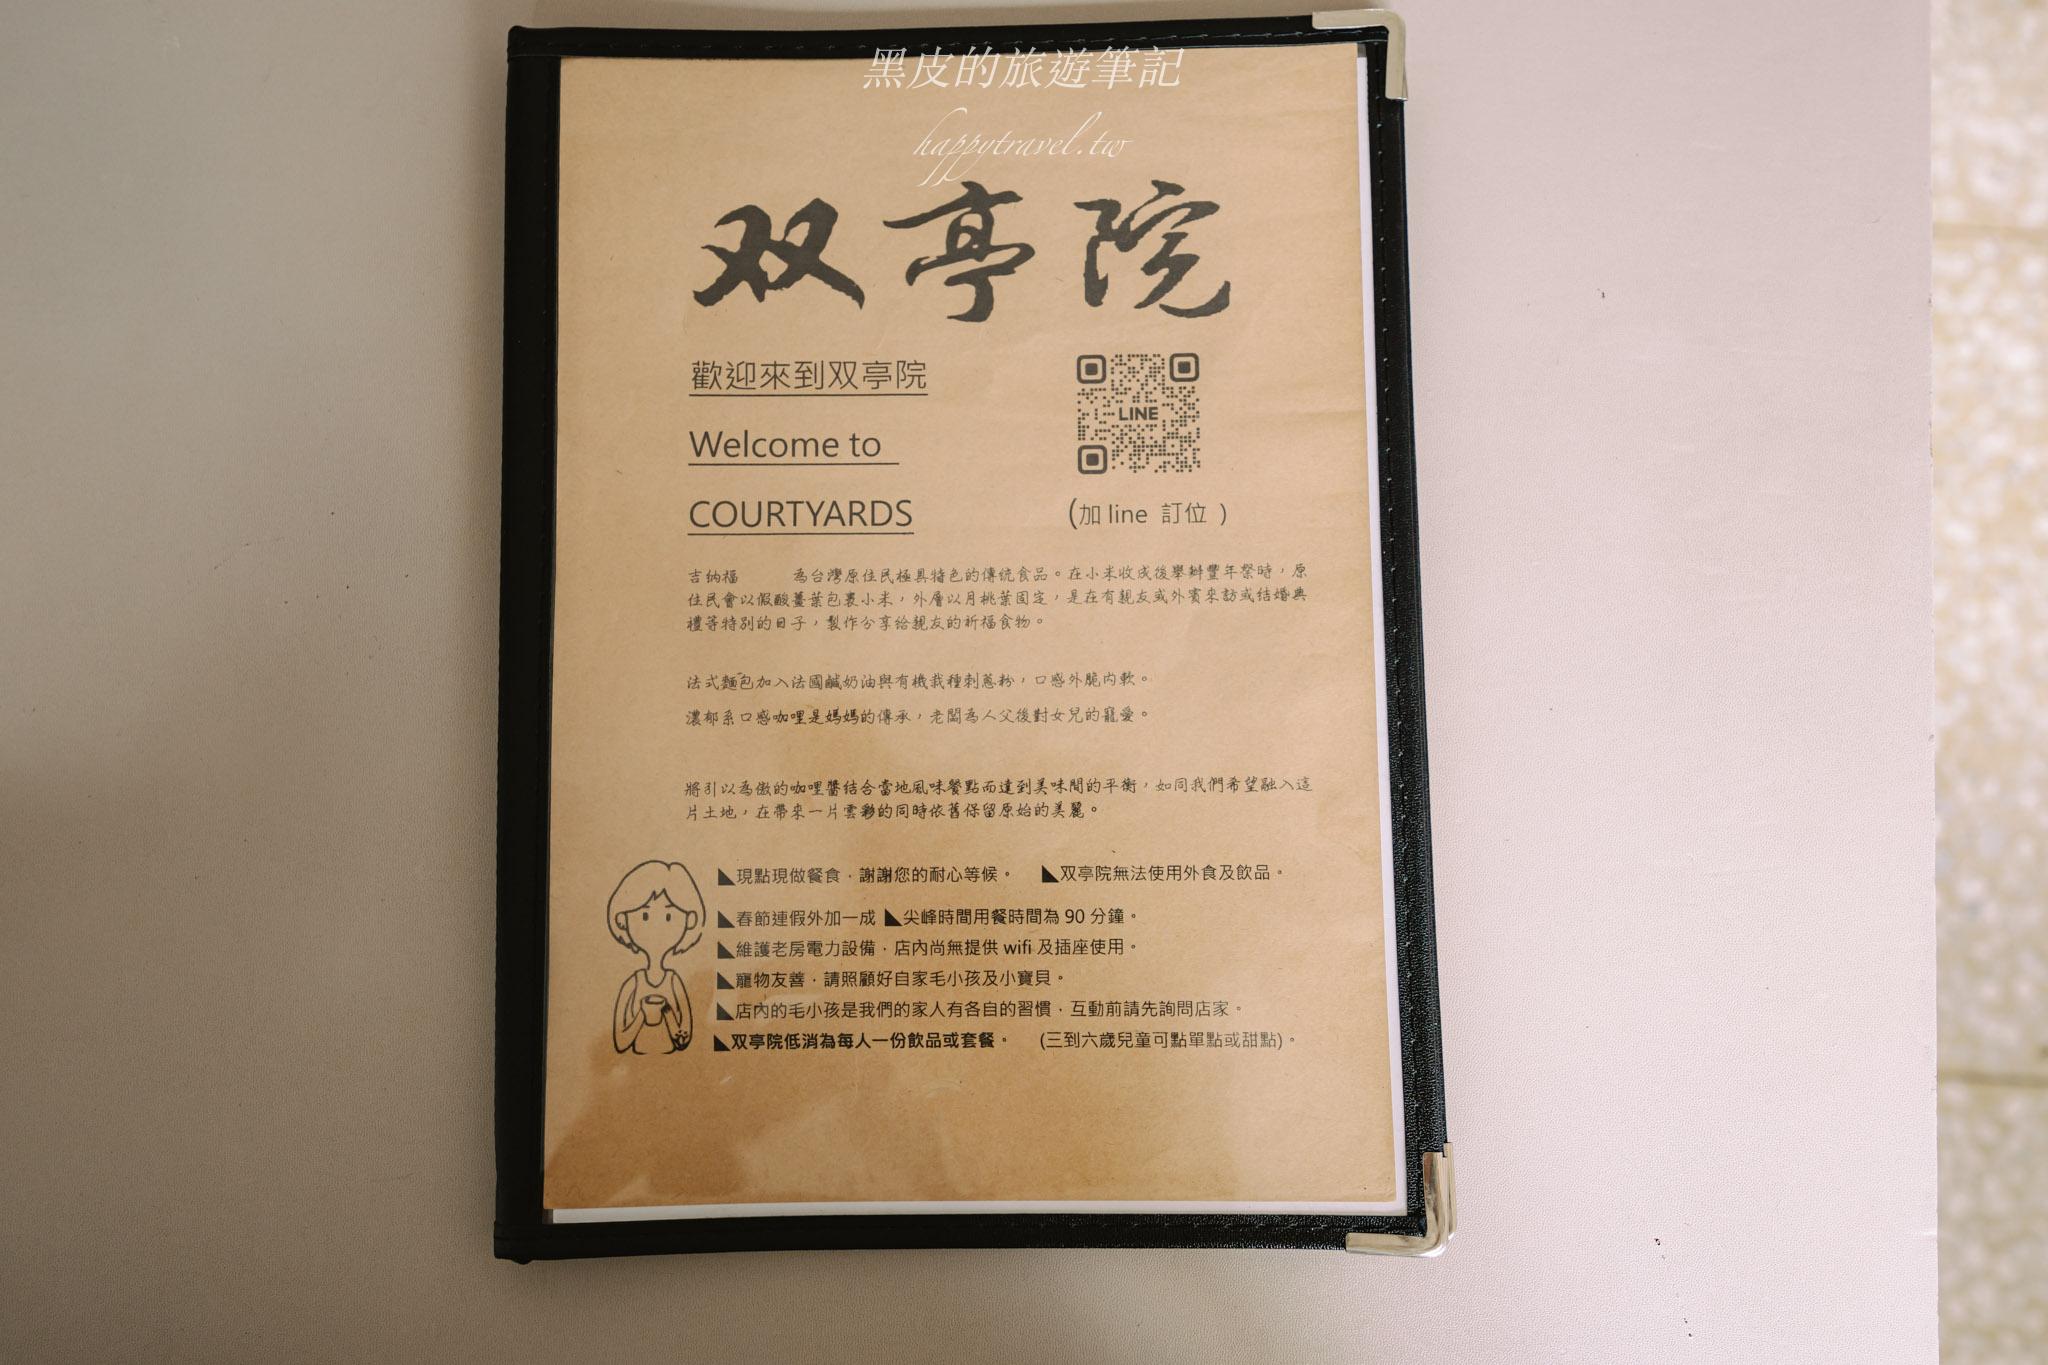 黑皮的旅遊筆記
happytravel.tw
双亭院
歡迎來到双亭院
Welcome to
COURTYARDS
LINE
(加 line 訂位 )
吉納福 為台灣原住民極具特色的傳統食品。在小米收成後舉辦豐年祭時,原
住民會以假酸薑葉包裹小米,外層以月桃葉固定,是在有親友或外賓來訪或結婚典
禮等特別的日子,製作分享給親友的祈福食物。
法式麵包加入法國鹹奶油與有機栽種刺蔥粉,口感外脆內軟。
濃郁系口感咖哩是媽媽的傳承,老闆為人父後對女兒的寵愛。
將引以為傲的咖哩醬結合當地風味餐點而達到美味間的平衡,如同我們希望融入這
片土地,在帶來一片雲彩的同時依舊保留原始的美麗。
◣現點現做餐食,謝謝您的耐心等候。 ◣双亭院無法使用外食及飲品。
◣春節連假外加一成 ◣尖峰時間用餐時間為 90 分鐘。
◣維護老房電力設備,店內尚無提供 wifi 及插座使用。
◣寵物友善,請照顧好自家毛小孩及小寶貝。
◣店內的毛小孩是我們的家人有各自的習慣,互動前請先詢問店家。
◣双亭院低消為每人一份飲品或套餐。 (三到六歲兒童可點單點或甜點)。